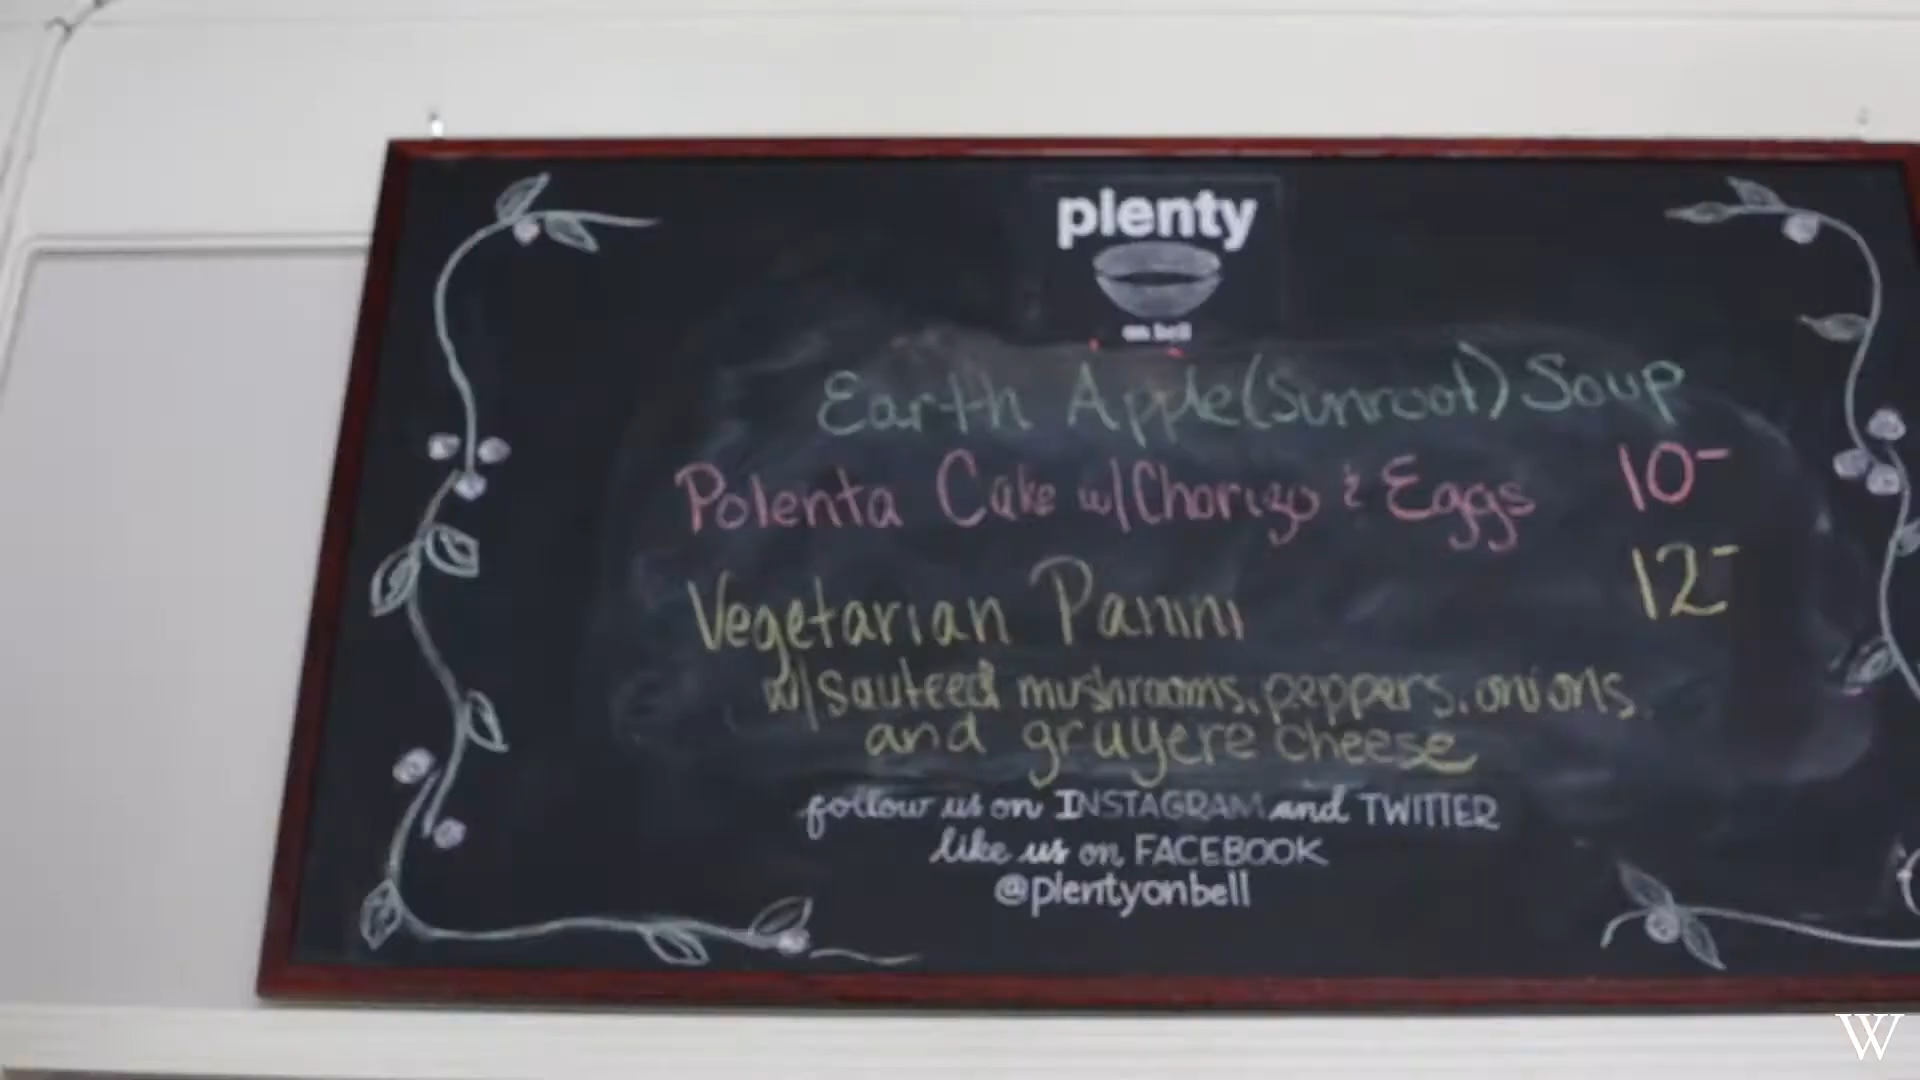 plenty
on bell
Earth Apple (Sunroot) Soup
Polenta Cake w/ Chorizo & Eggs 10-
Vegetarian Panini 12-
w/ sauteed mushrooms, peppers, onions
and gruyere cheese
follow us on INSTAGRAM and TWITTER
like us on FACEBOOK
@plentyonbell
W